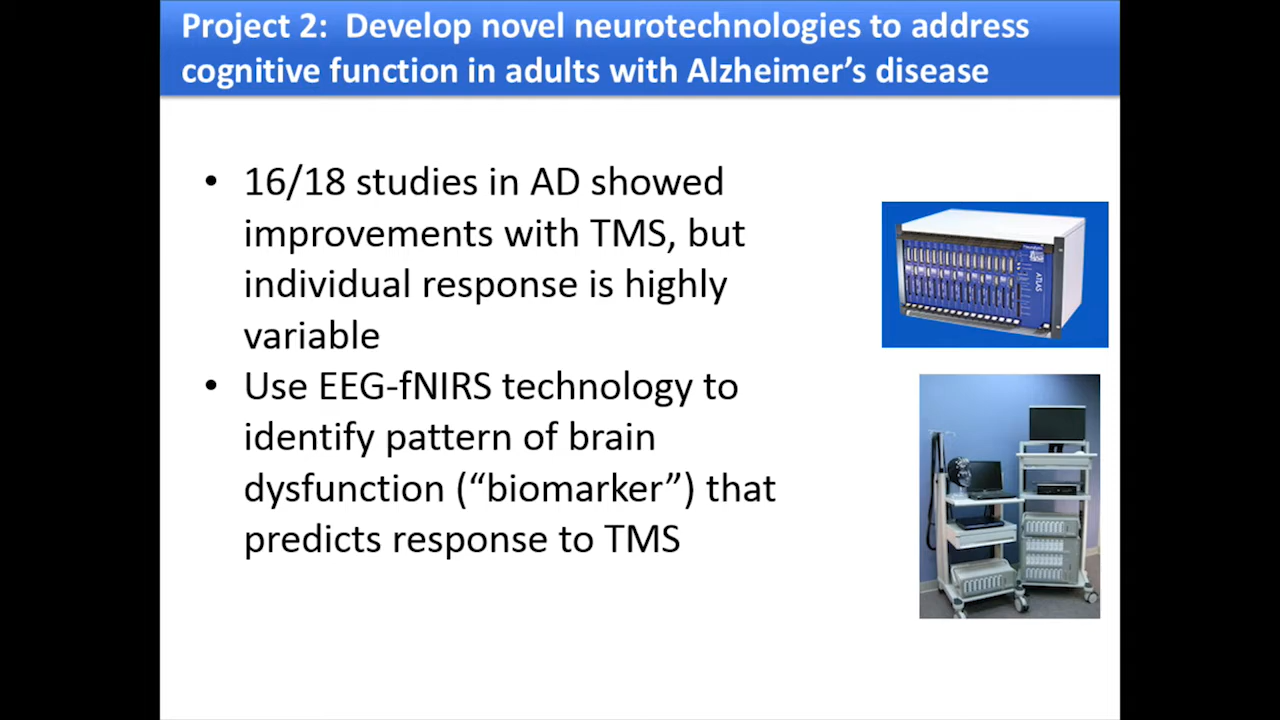 Project 2:  Develop novel neurotechnologies to address
cognitive function in adults with Alzheimer’s disease
• 16/18 studies in AD showed
improvements with TMS, but
individual response is highly
variable
• Use EEG-fNIRS technology to
identify pattern of brain
dysfunction (“biomarker”) that
predicts response to TMS
ATLAS